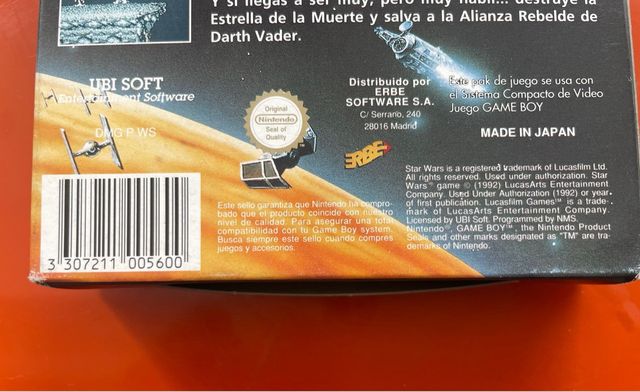 Y si llegas a ser muy, pero muy hábil... destruye la
Estrella de la Muerte y salva a la Alianza Rebelde de
Darth Vader.
UBI SOFT
Entertainment Software
DMG P WS
Original
Nintendo
Seal of
Quality
Distribuido por
ERBE
SOFTWARE S.A.
C/ Serrano, 240
28016 Madrid
ERBE
Este pak de juego se usa con
el Sistema Compacto de Video
Juego GAME BOY
MADE IN JAPAN
Este sello garantiza que Nintendo ha compro-
bado que el producto coincide con nuestro
nivel de calidad. Para asegurar una total
compatibilidad con tu Game Boy system.
Busca siempre este sello cuando compres
juegos y accesorios.
Star Wars is a registered trademark of Lucasfilm Ltd.
All rights reserved. Used under authorization. Star
Wars game © (1992) LucasArts Entertainment
Company. Used Under Authorization (1992) or year
of first publication. Lucasfilm Games™ is a trade-
mark of LucasArts Entertainment Company.
Licensed by UBI Soft. Programmed by NMS.
Nintendo, GAME BOY™, the Nintendo Product
Seals and other marks designated as "TM" are tra-
demarks of Nintendo.
3 307211 005600